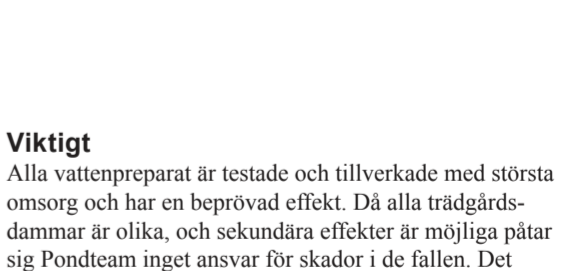 Viktigt
Alla vattenpreparat är testade och tillverkade med största
omsorg och har en beprövad effekt. Då alla trädgårds-
dammar är olika, och sekundära effekter är möjliga påtar
sig Pondteam inget ansvar för skador i de fallen. Det